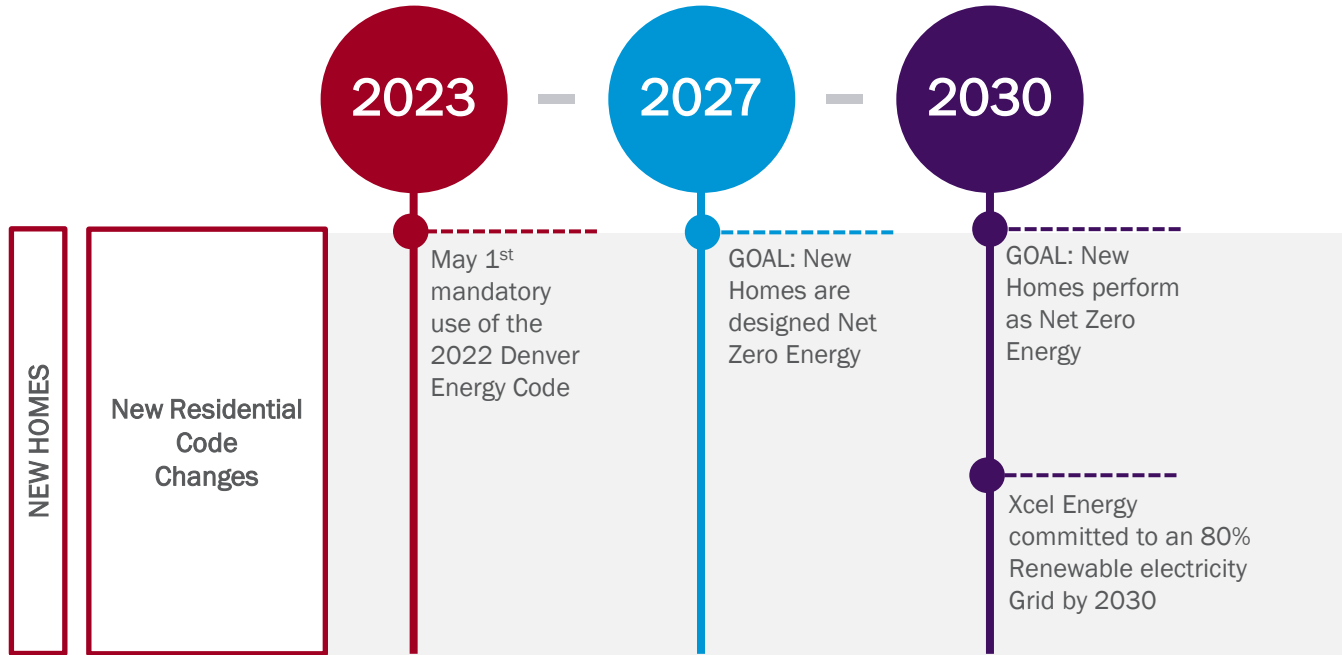 2023
2027
2030
NEW HOMES
New Residential
Code
Changes
May 1st
mandatory
use of the
2022 Denver
Energy Code
GOAL: New
Homes are
designed Net
Zero Energy
GOAL: New
Homes perform
as Net Zero
Energy
Xcel Energy
committed to an 80%
Renewable electricity
Grid by 2030